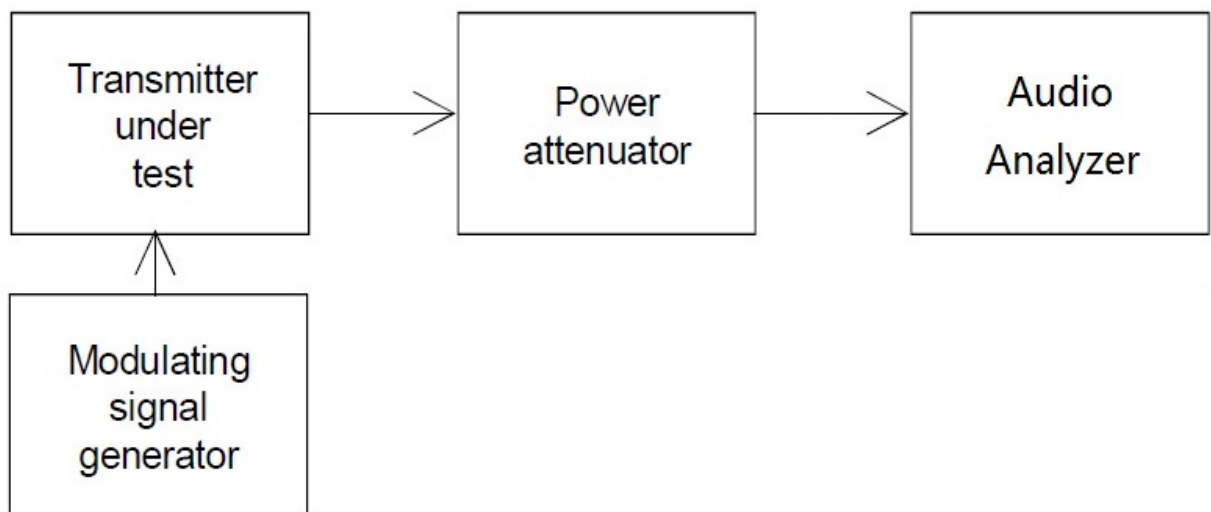 Transmitter
under
test
Power
attenuator
Audio
Analyzer
Modulating
signal
generator